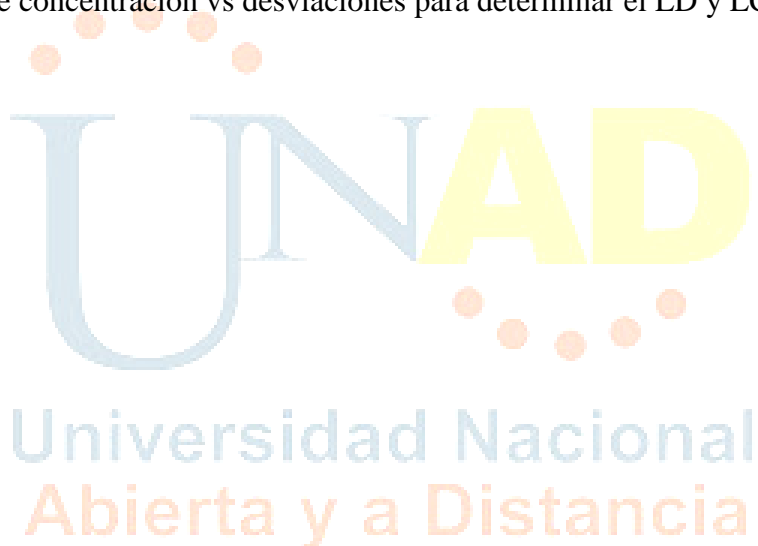 concentración vs desviaciones para determinar el LD y
UNAD
Universidad Nacional
Abierta y a Distancia